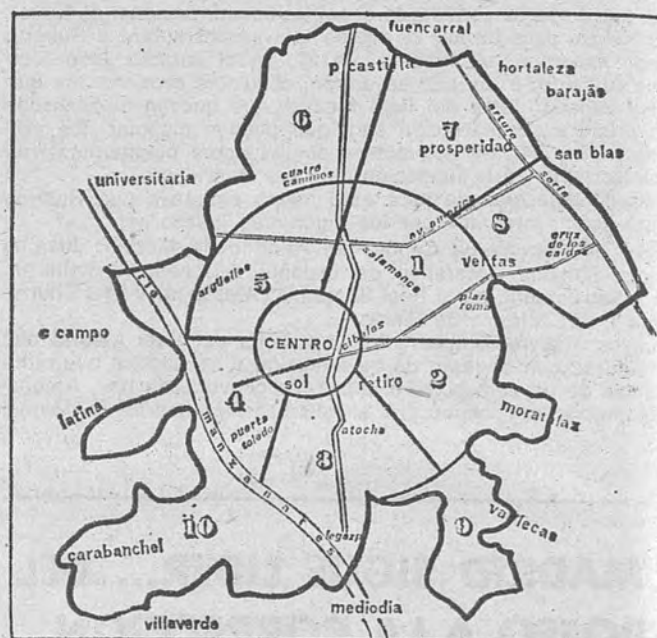 fuencarral
p. castilla
hortaleza
barajas
6
7
arturo
prosperidad
san blas
universitaria
cuatro
caminos
soria
av. america
8
cruz
de los
caidos
rio
argüelles
5
salamanca
1
ventas
plaza
roma
e campo
CENTRO
cibeles
sol
retiro
2
4
latina
puerta
toledo
manzanares
moratalaz
atocha
3
vallecas
10
9
carabanchel
legazp.
mediodia
villaverde